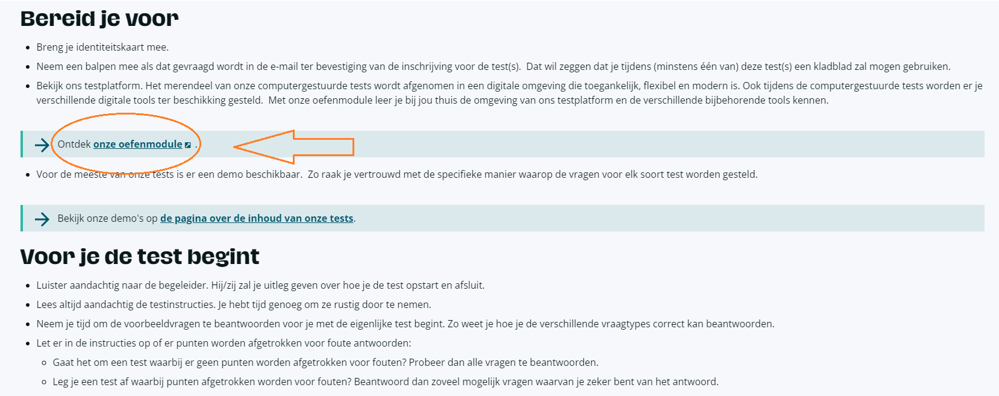 Bereid je voor
Breng je identiteitskaart mee.
Neem een balpen mee als dat gevraagd wordt in de e-mail ter bevestiging van de inschrijving voor de test(s).  Dat wil zeggen dat je tijdens (minstens één van) deze test(s) een kladblad zal mogen gebruiken.
Bekijk ons testplatform. Het merendeel van onze computergestuurde tests wordt afgenomen in een digitale omgeving die toegankelijk, flexibel en modern is. Ook tijdens de computergestuurde tests worden er je
verschillende digitale tools ter beschikking gesteld.  Met onze oefenmodule leer je bij jou thuis de omgeving van ons testplatform en de verschillende bijbehorende tools kennen.
Ontdek onze oefenmodule .
Voor de meeste van onze tests is er een demo beschikbaar.  Zo raak je vertrouwd met de specifieke manier waarop de vragen voor elk soort test worden gesteld.
Bekijk onze demo's op de pagina over de inhoud van onze tests.
Voor je de test begint
Luister aandachtig naar de begeleider. Hij/zij zal je uitleg geven over hoe je de test opstart en afsluit.
Lees altijd aandachtig de testinstructies. Je hebt tijd genoeg om ze rustig door te nemen.
Neem je tijd om de voorbeeldvragen te beantwoorden voor je met de eigenlijke test begint. Zo weet je hoe je de verschillende vraagtypes correct kan beantwoorden.
Let er in de instructies op of er punten worden afgetrokken voor foute antwoorden:
Gaat het om een test waarbij er geen punten worden afgetrokken voor fouten? Probeer dan alle vragen te beantwoorden.
Leg je een test af waarbij punten afgetrokken worden voor fouten? Beantwoord dan zoveel mogelijk vragen waarvan je zeker bent van het antwoord.